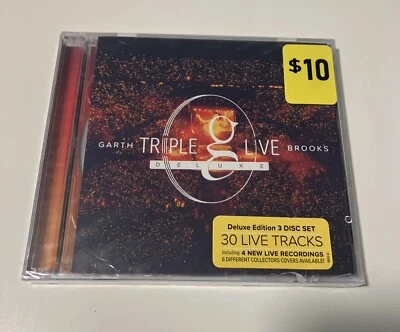 $10
GARTH TRIPLE g LIVE BROOKS
DELUXE
Deluxe Edition 3 DISC SET
30 LIVE TRACKS
Including 4 NEW LIVE RECORDINGS
6 DIFFERENT COLLECTORS COVERS AVAILABLE!